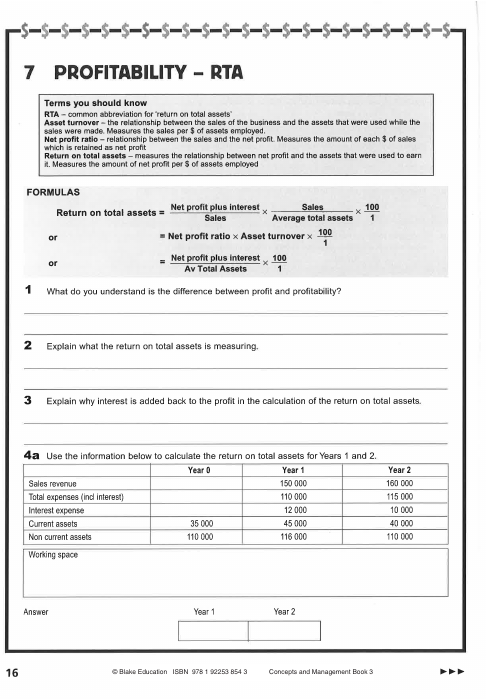 7 PROFITABILITY – RTA
Terms you should know
RTA – common abbreviation for 'return on total assets'
Asset turnover – the relationship between the sales of the business and the assets that were used while the
sales were made. Measures the sales per $ of assets employed.
Net profit ratio – relationship between the sales and the net profit. Measures the amount of each $ of sales
which is retained as net profit
Return on total assets – measures the relationship between net profit and the assets that were used to earn
it. Measures the amount of net profit per $ of assets employed
FORMULAS
Return on total assets = Net profit plus interest / Sales × Sales / Average total assets × 100 / 1
or = Net profit ratio × Asset turnover × 100 / 1
or = Net profit plus interest / Av Total Assets × 100 / 1
1 What do you understand is the difference between profit and profitability?
2 Explain what the return on total assets is measuring.
3 Explain why interest is added back to the profit in the calculation of the return on total assets.
4a Use the information below to calculate the return on total assets for Years 1 and 2.
Year 0 Year 1 Year 2
Sales revenue 150 000 160 000
Total expenses (incl interest) 110 000 115 000
Interest expense 12 000 10 000
Current assets 35 000 45 000 40 000
Non current assets 110 000 116 000 110 000
Working space
Answer Year 1 Year 2
16 © Blake Education ISBN 978 1 92253 854 3 Concepts and Management Book 3